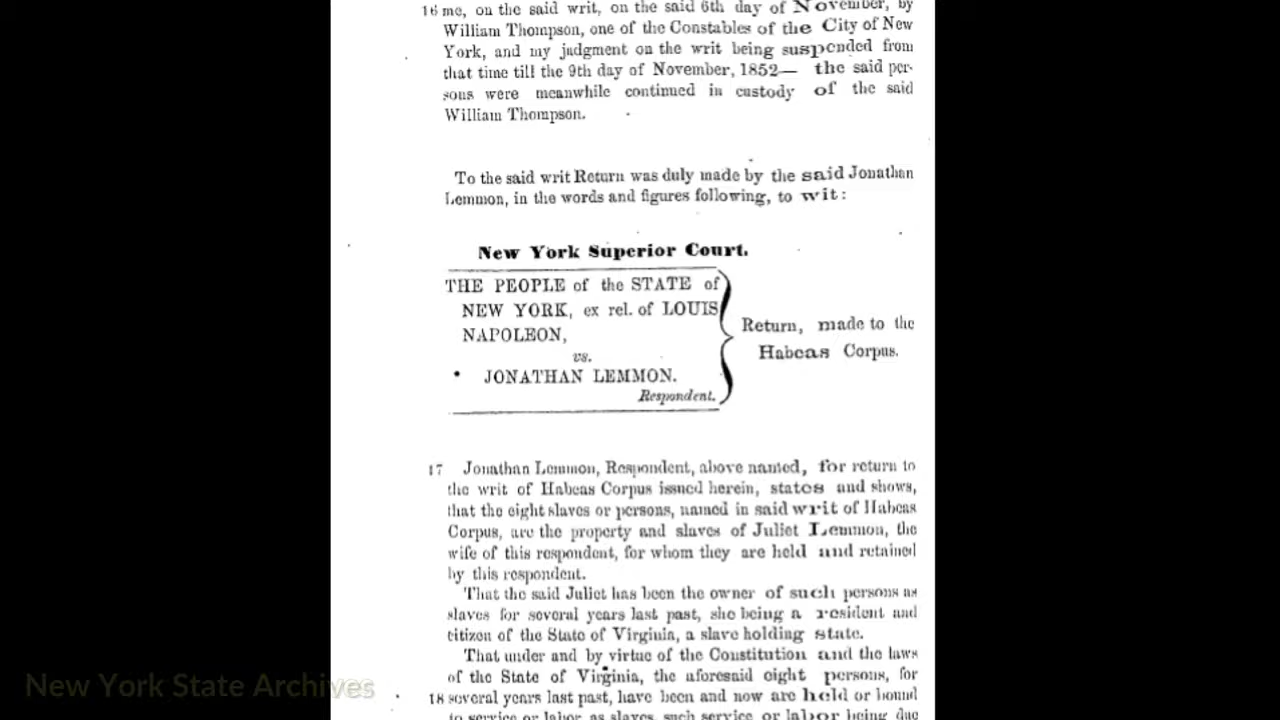 16 me, on the said writ, on the said 6th day of November, by
William Thompson, one of the Constables of the City of New
York, and my judgment on the writ being suspended from
that time till the 9th day of November, 1852— the said per-
sons were meanwhile continued in custody of the said
William Thompson.
To the said writ Return was duly made by the said Jonathan
Lemmon, in the words and figures following, to wit:
New York Superior Court.
THE PEOPLE of the STATE of
NEW YORK, ex rel. of LOUIS
NAPOLEON,
vs.
JONATHAN LEMMON.
Respondent.
Return, made to the
Habeas Corpus.
17 Jonathan Lemmon, Respondent, above named, for return to
the writ of Habeas Corpus issued herein, states and shows,
that the eight slaves or persons, named in said writ of Habeas
Corpus, are the property and slaves of Juliet Lemmon, the
wife of this respondent, for whom they are held and retained
by this respondent.
That the said Juliet has been the owner of such persons as
slaves for several years last past, she being a resident and
citizen of the State of Virginia, a slave holding state.
That under and by virtue of the Constitution and the laws
of the State of Virginia, the aforesaid eight persons, for
18 several years last past, have been and now are held or bound
to service or labor as slaves, such service or labor being due
New York State Archives